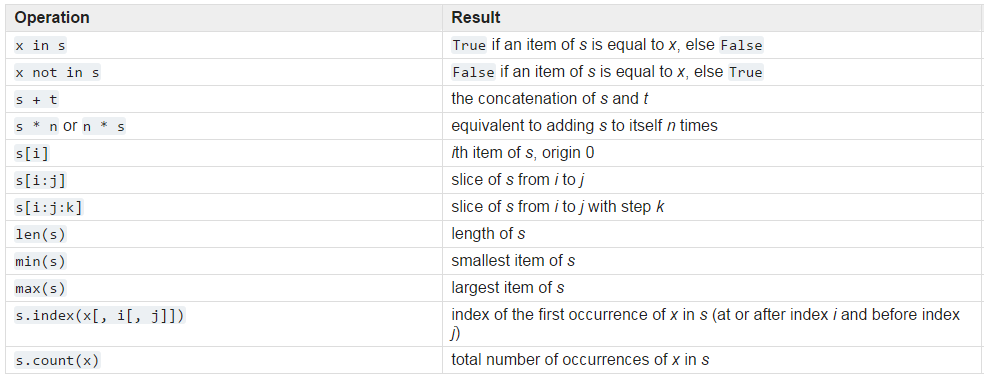 Operation Result
x in s True if an item of s is equal to x, else False
x not in s False if an item of s is equal to x, else True
s + t the concatenation of s and t
s * n or n * s equivalent to adding s to itself n times
s[i] ith item of s, origin 0
s[i:j] slice of s from i to j
s[i:j:k] slice of s from i to j with step k
len(s) length of s
min(s) smallest item of s
max(s) largest item of s
s.index(x[, i[, j]]) index of the first occurrence of x in s (at or after index i and before index
j)
s.count(x) total number of occurrences of x in s